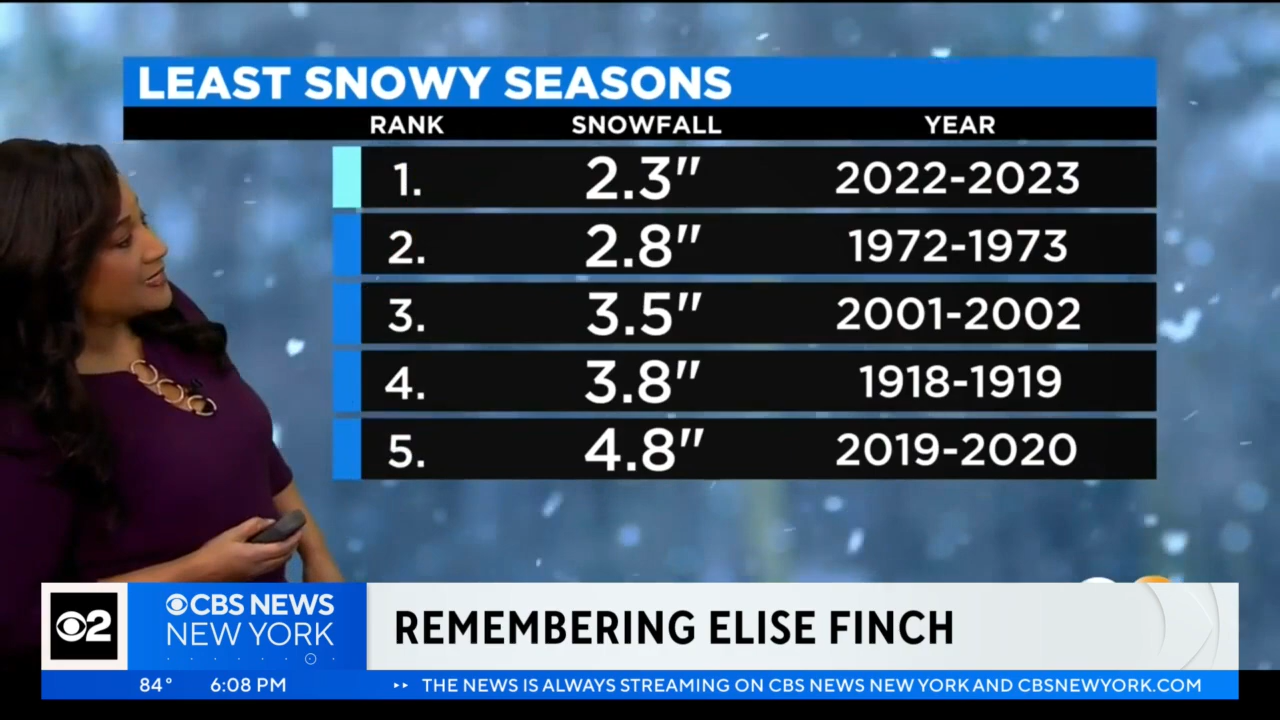 LEAST SNOWY SEASONS
RANK SNOWFALL YEAR
1. 2.3" 2022-2023
2. 2.8" 1972-1973
3. 3.5" 2001-2002
4. 3.8" 1918-1919
5. 4.8" 2019-2020
2
CBS NEWS
NEW YORK
REMEMBERING ELISE FINCH
84° 6:08 PM THE NEWS IS ALWAYS STREAMING ON CBS NEWS NEW YORK AND CBSNEWYORK.COM